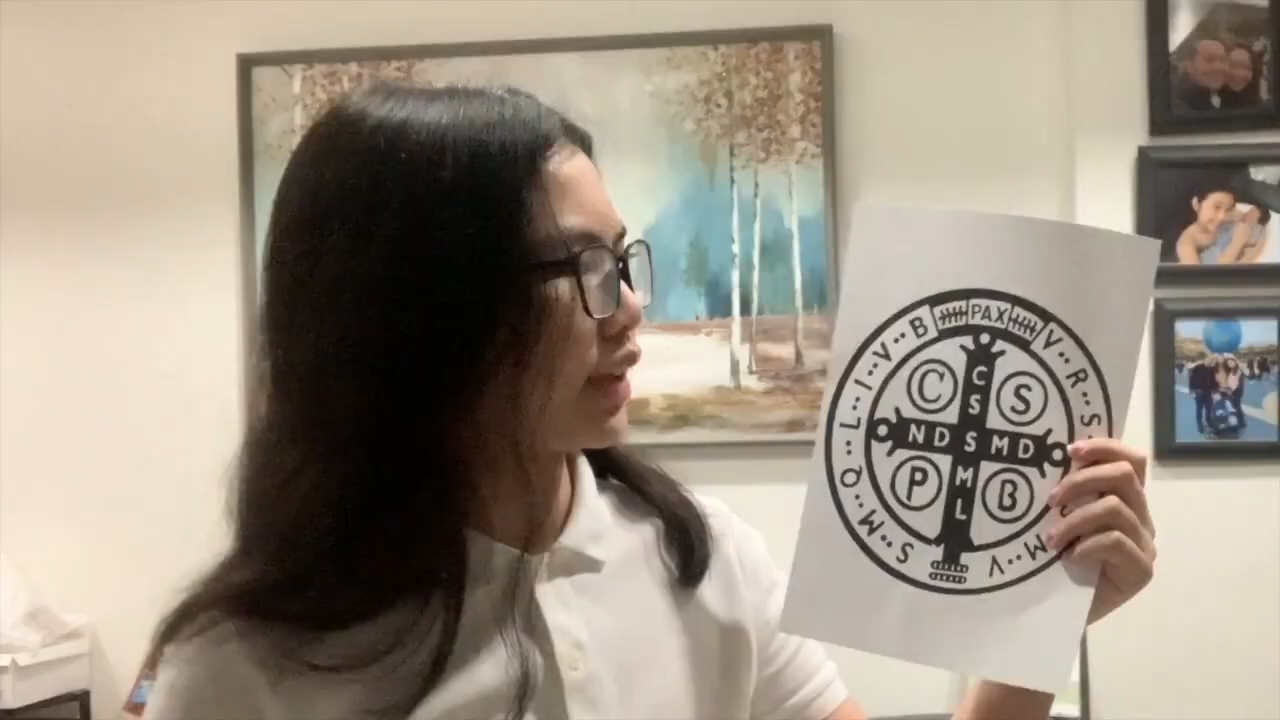 PAX
V··R··S··
M··V
S··M··Q··L··I··V··B
C S
P B
C S S M L
N D S M D